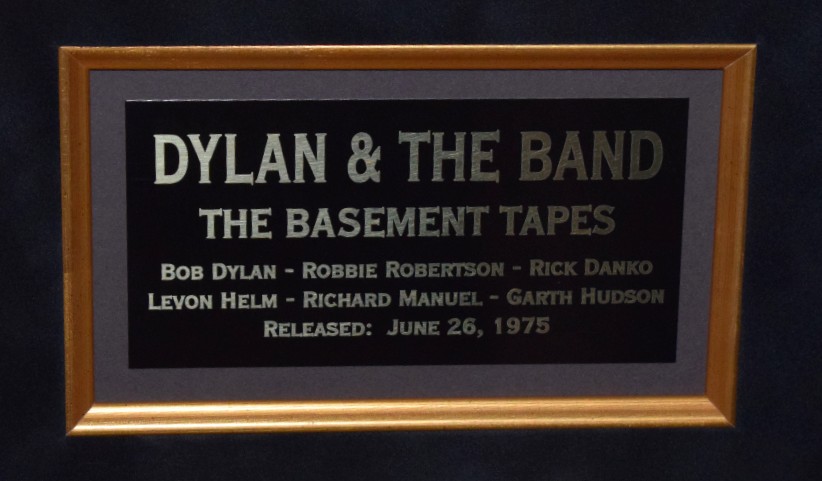 DYLAN & THE BAND
THE BASEMENT TAPES
BOB DYLAN - ROBBIE ROBERTSON - RICK DANKO
LEVON HELM - RICHARD MANUEL - GARTH HUDSON
RELEASED: JUNE 26, 1975